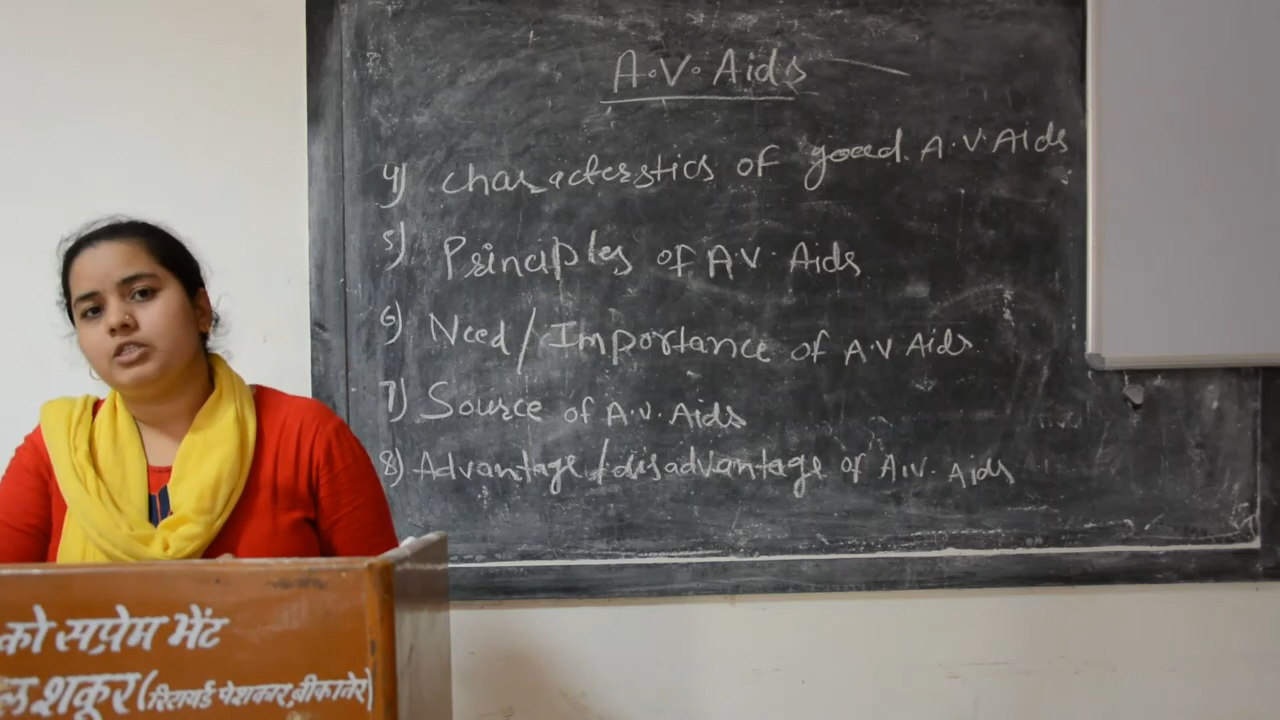 A.V. Aids
4) Characterstics of good. A.V. Aids
5) Principles of A.V. Aids
6) Need/Importance of A.V Aids
7) Source of A.V. Aids
8) Advantage/disadvantage of A.V. Aids
को सप्रेम भेंट
शकूर (रिटायर्ड पेशकार, बीकानेर)